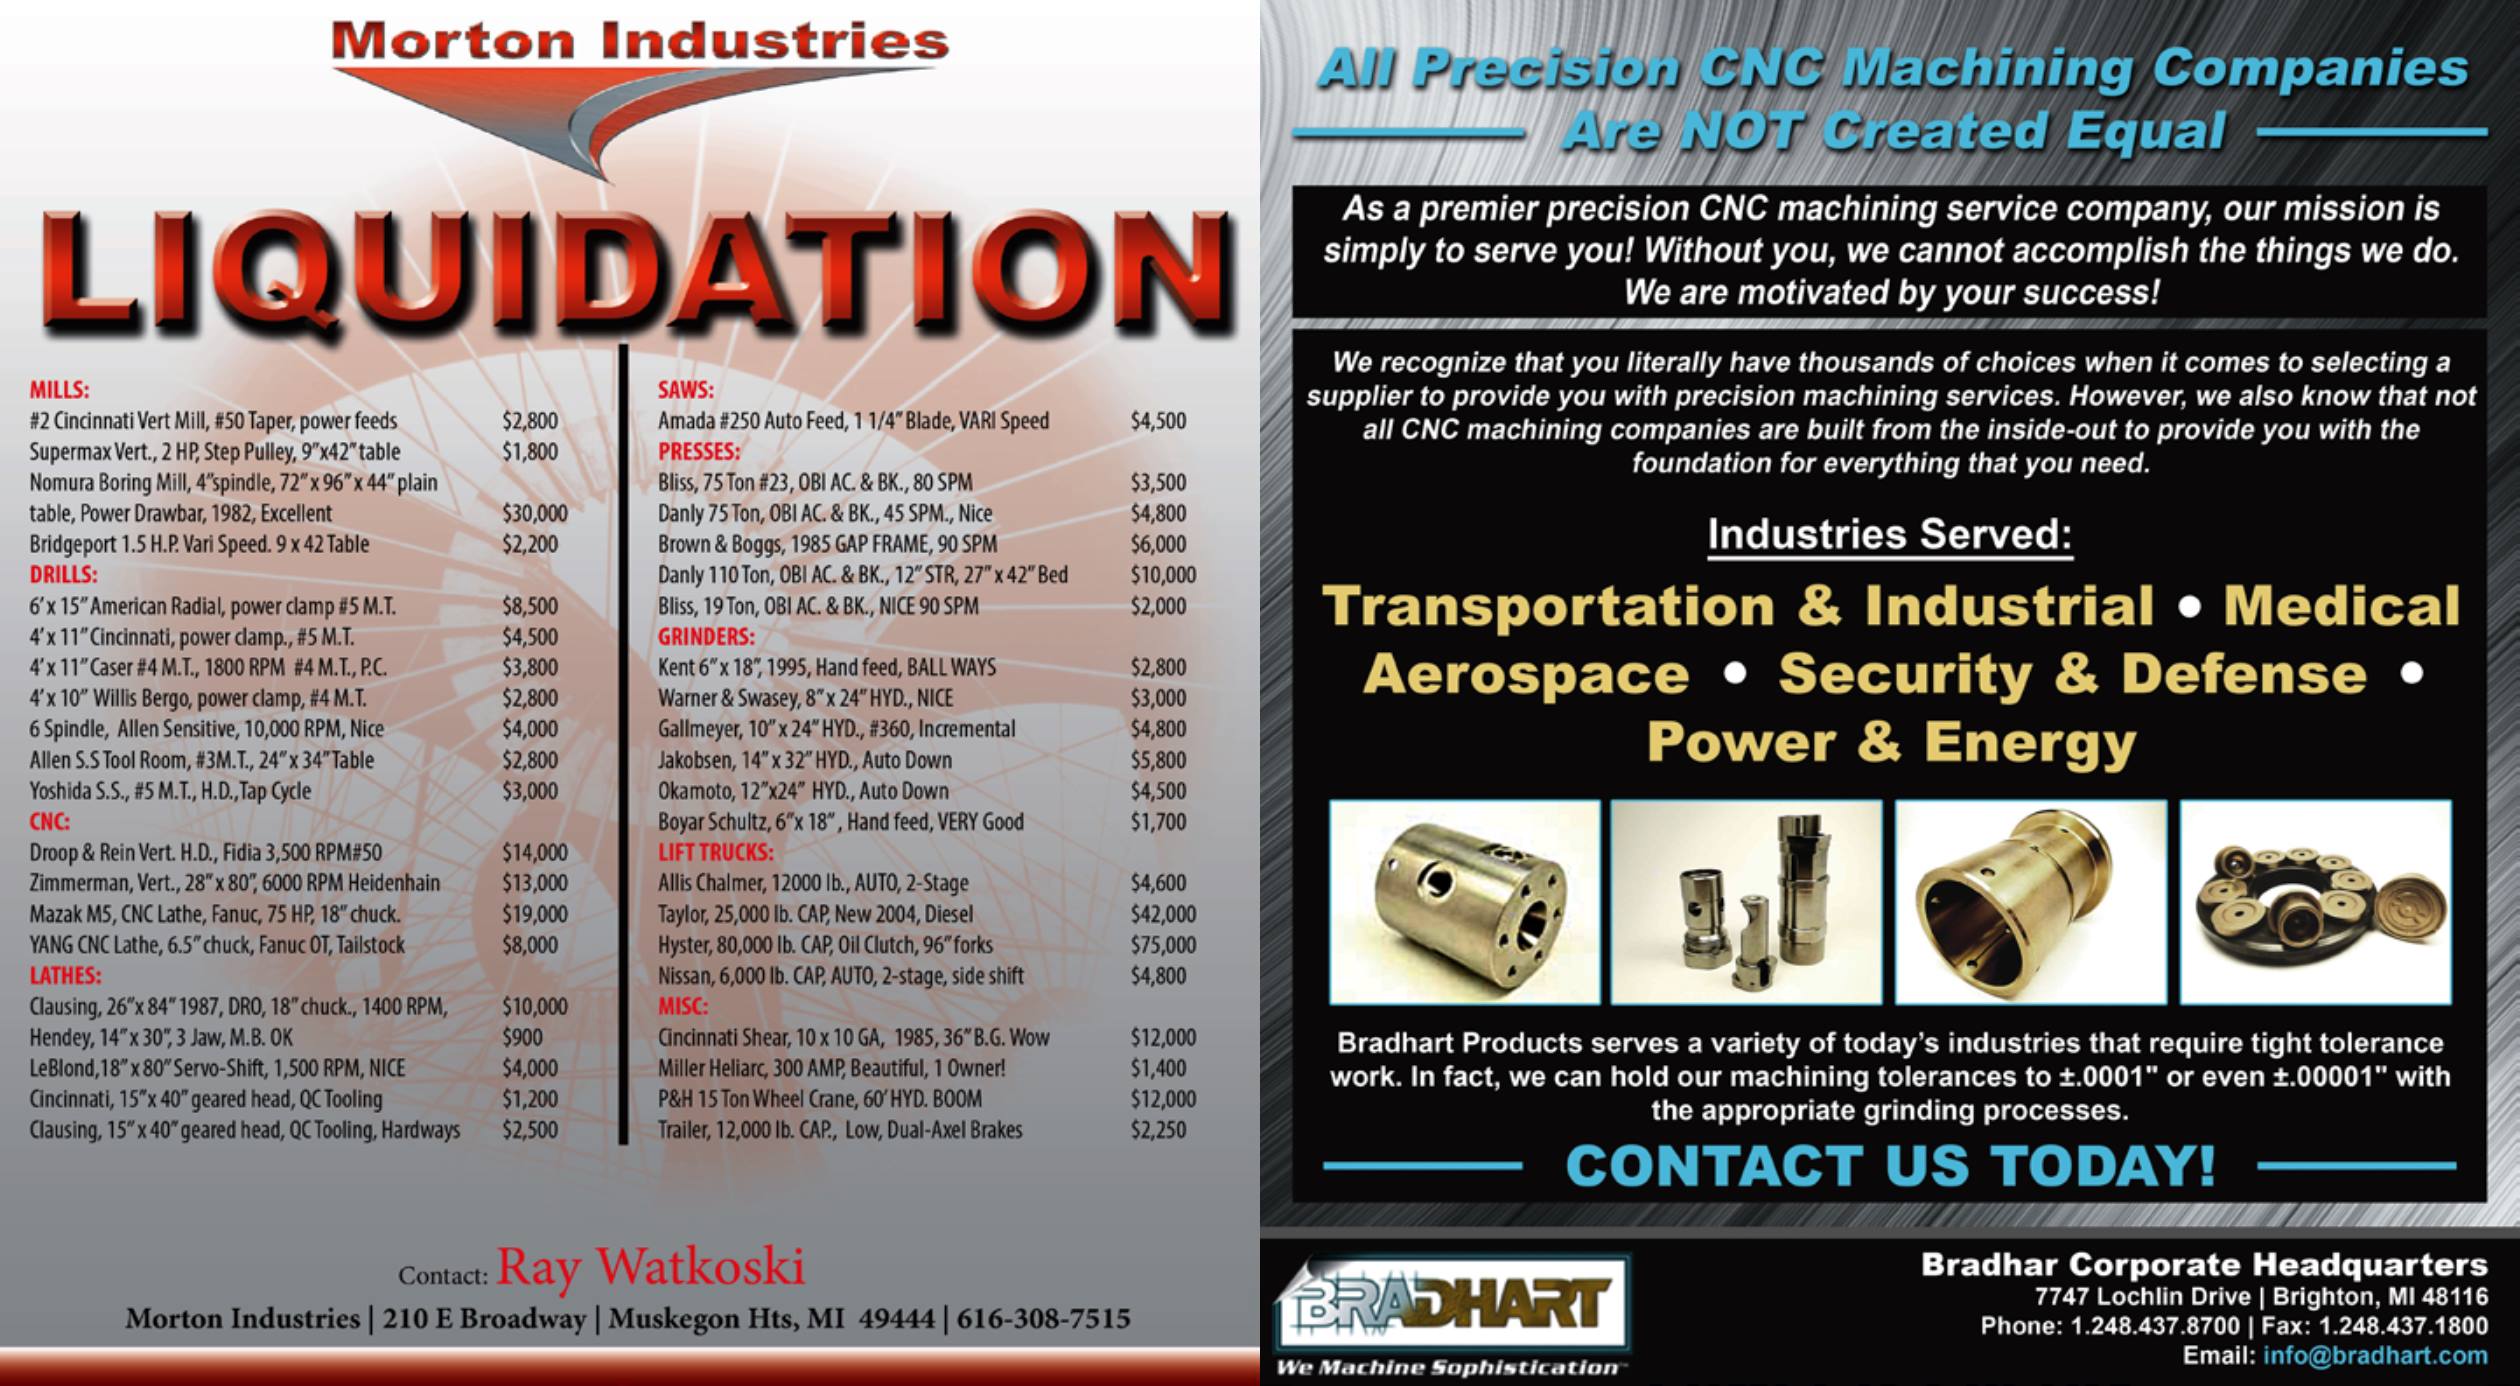 Morton Industries
LIQUIDATION
MILLS:
#2 Cincinnati Vert Mill, #50 Taper, power feeds $2,800
Supermax Vert., 2 HP, Step Pulley, 9"x42" table $1,800
Nomura Boring Mill, 4"spindle, 72" x 96" x 44" plain
table, Power Drawbar, 1982, Excellent $30,000
Bridgeport 1.5 H.P. Vari Speed. 9 x 42 Table $2,200
DRILLS:
6' x 15" American Radial, power clamp #5 M.T. $8,500
4' x 11" Cincinnati, power clamp., #5 M.T. $4,500
4' x 11" Caser #4 M.T., 1800 RPM #4 M.T., P.C. $3,800
4' x 10" Willis Bergo, power clamp, #4 M.T. $2,800
6 Spindle, Allen Sensitive, 10,000 RPM, Nice $4,000
Allen S.S Tool Room, #3M.T., 24" x 34" Table $2,800
Yoshida S.S., #5 M.T., H.D.,Tap Cycle $3,000
CNC:
Droop & Rein Vert. H.D., Fidia 3,500 RPM#50 $14,000
Zimmerman, Vert., 28" x 80", 6000 RPM Heidenhain $13,000
Mazak M5, CNC Lathe, Fanuc, 75 HP, 18" chuck. $19,000
YANG CNC Lathe, 6.5" chuck, Fanuc OT, Tailstock $8,000
LATHES:
Clausing, 26"x 84" 1987, DRO, 18" chuck., 1400 RPM, $10,000
Hendey, 14" x 30", 3 Jaw, M.B. OK $900
LeBlond,18" x 80" Servo-Shift, 1,500 RPM, NICE $4,000
Cincinnati, 15"x 40" geared head, QC Tooling $1,200
Clausing, 15" x 40" geared head, QC Tooling, Hardways $2,500
SAWS:
Amada #250 Auto Feed, 1 1/4" Blade, VARI Speed $4,500
PRESSES:
Bliss, 75 Ton #23, OBI AC. & BK., 80 SPM $3,500
Danly 75 Ton, OBI AC. & BK., 45 SPM., Nice $4,800
Brown & Boggs, 1985 GAP FRAME, 90 SPM $6,000
Danly 110 Ton, OBI AC. & BK., 12" STR, 27" x 42" Bed $10,000
Bliss, 19 Ton, OBI AC. & BK., NICE 90 SPM $2,000
GRINDERS:
Kent 6" x 18", 1995, Hand feed, BALL WAYS $2,800
Warner & Swasey, 8" x 24" HYD., NICE $3,000
Gallmeyer, 10" x 24" HYD., #360, Incremental $4,800
Jakobsen, 14" x 32" HYD., Auto Down $5,800
Okamoto, 12"x24" HYD., Auto Down $4,500
Boyar Schultz, 6"x 18" , Hand feed, VERY Good $1,700
LIFT TRUCKS:
Allis Chalmer, 12000 lb., AUTO, 2-Stage $4,600
Taylor, 25,000 lb. CAP, New 2004, Diesel $42,000
Hyster, 80,000 lb. CAP, Oil Clutch, 96" forks $75,000
Nissan, 6,000 lb. CAP, AUTO, 2-stage, side shift $4,800
MISC:
Cincinnati Shear, 10 x 10 GA, 1985, 36" B.G. Wow $12,000
Miller Heliarc, 300 AMP, Beautiful, 1 Owner! $1,400
P&H 15 Ton Wheel Crane, 60' HYD. BOOM $12,000
Trailer, 12,000 lb. CAP., Low, Dual-Axel Brakes $2,250
Contact: Ray Watkoski
Morton Industries | 210 E Broadway | Muskegon Hts, MI 49444 | 616-308-7515
All Precision CNC Machining Companies
Are NOT Created Equal
As a premier precision CNC machining service company, our mission is
simply to serve you! Without you, we cannot accomplish the things we do.
We are motivated by your success!
We recognize that you literally have thousands of choices when it comes to selecting a
supplier to provide you with precision machining services. However, we also know that not
all CNC machining companies are built from the inside-out to provide you with the
foundation for everything that you need.
Industries Served:
Transportation & Industrial • Medical
Aerospace • Security & Defense •
Power & Energy
Bradhart Products serves a variety of today's industries that require tight tolerance
work. In fact, we can hold our machining tolerances to ±.0001" or even ±.00001" with
the appropriate grinding processes.
CONTACT US TODAY!
BRADHART
We Machine Sophistication
Bradhar Corporate Headquarters
7747 Lochlin Drive | Brighton, MI 48116
Phone: 1.248.437.8700 | Fax: 1.248.437.1800
Email: info@bradhart.com